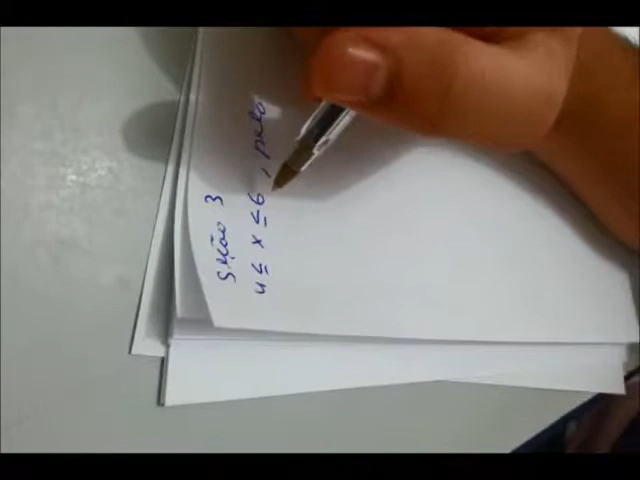 Seção 3
4 ≤ x ≤ 6, pelo